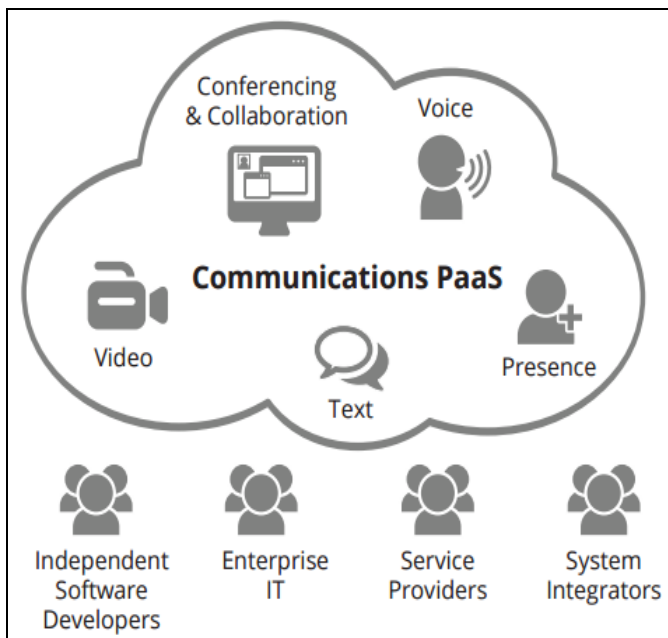 Conferencing
& Collaboration
Voice
Communications PaaS
Video
Text
Presence
Independent
Software
Developers
Enterprise
IT
Service
Providers
System
Integrators